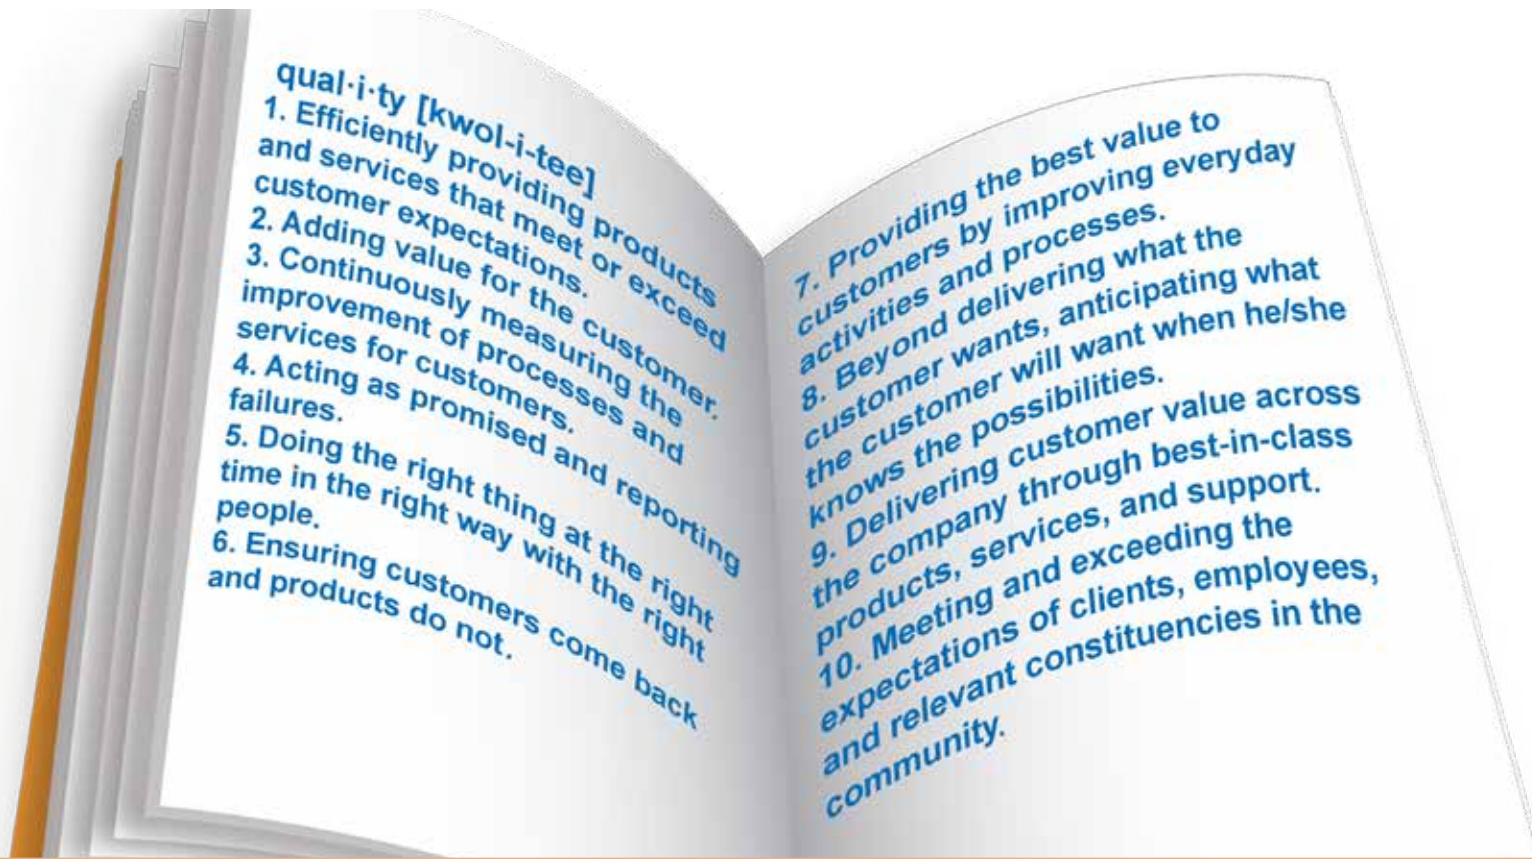 qual·i·ty [kwol-i-tee]
1. Efficiently providing products
and services that meet or exceed
customer expectations.
2. Adding value for the customer.
3. Continuously measuring the
improvement of processes and
services for customers.
4. Acting as promised and reporting
failures.
5. Doing the right thing at the right
time in the right way with the right
people.
6. Ensuring customers come back
and products do not.
7. Providing the best value to
customers by improving everyday
activities and processes.
8. Beyond delivering what the
customer wants, anticipating what
the customer will want when he/she
knows the possibilities.
9. Delivering customer value across
the company through best-in-class
products, services, and support.
10. Meeting and exceeding the
expectations of clients, employees,
and relevant constituencies in the
community.